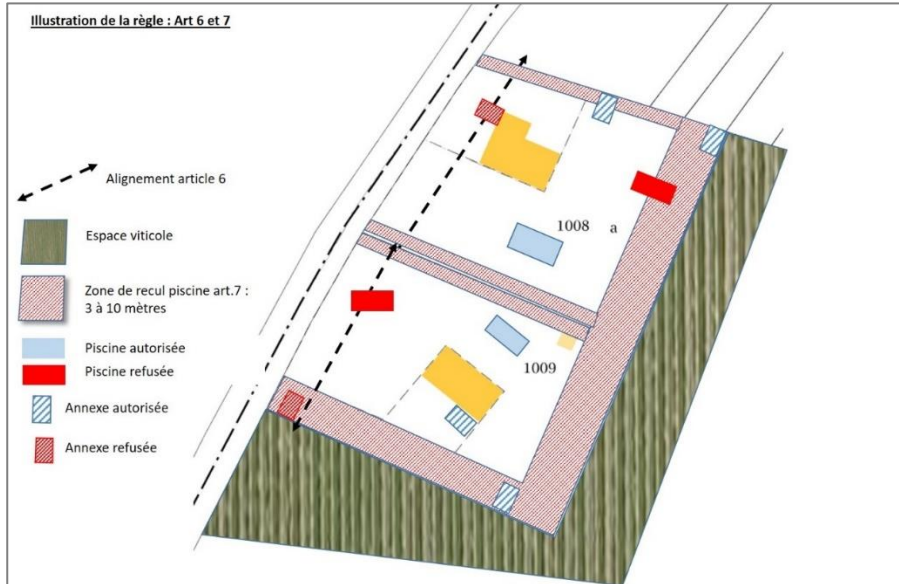 Illustration de la règle : Art 6 et 7
Alignement article 6
Espace viticole
Zone de recul piscine art.7 :
3 à 10 mètres
Piscine autorisée
Piscine refusée
Annexe autorisée
Annexe refusée
1008 a
1009